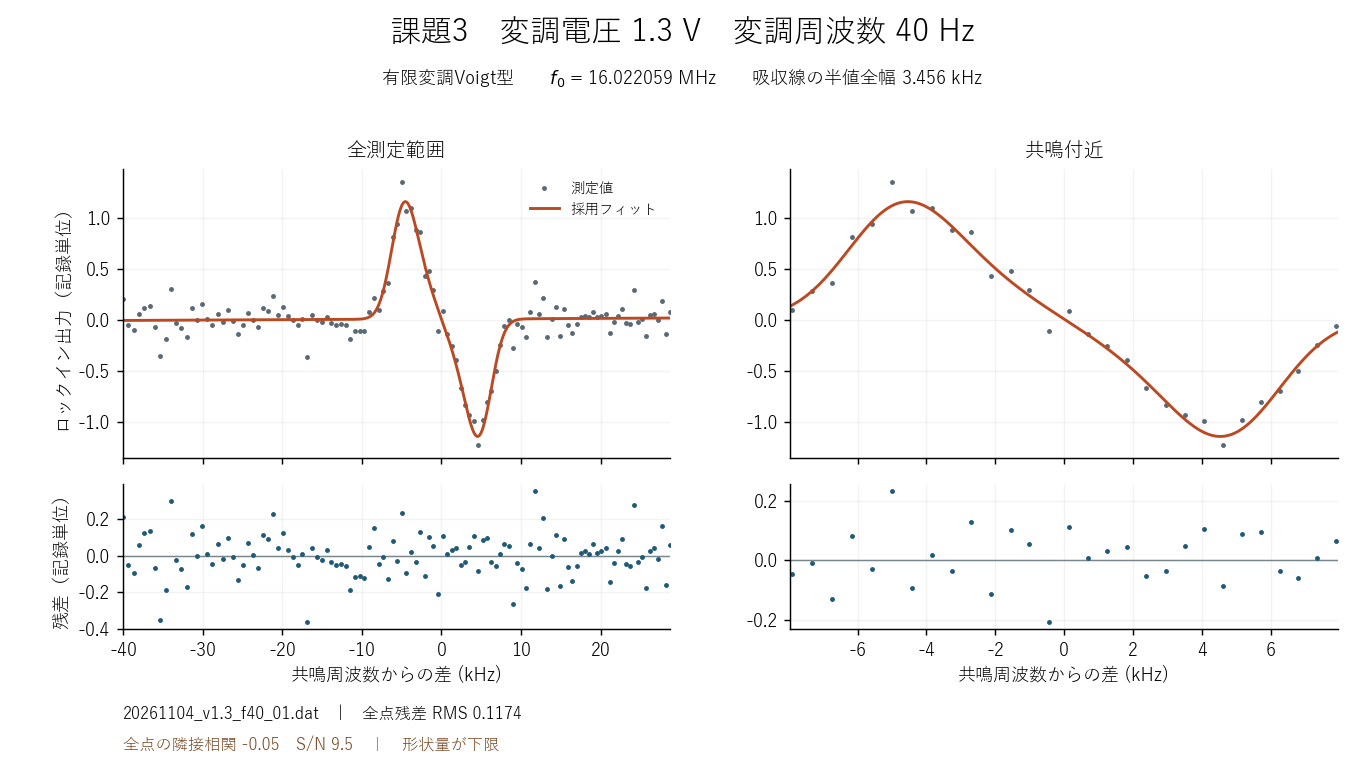 課題3　変調電圧 1.3 V　変調周波数 40 Hz
有限変調Voigt型　　f0 = 16.022059 MHz　　吸収線の半値全幅 3.456 kHz
全測定範囲
ロックイン出力（記録単位）
1.0
0.5
0.0
-0.5
-1.0
測定値
採用フィット
共鳴付近
1.0
0.5
0.0
-0.5
-1.0
残差（記録単位）
0.2
0.0
-0.2
-0.4
-40 -30 -20 -10 0 10 20
共鳴周波数からの差 (kHz)
0.2
0.0
-0.2
-6 -4 -2 0 2 4 6
共鳴周波数からの差 (kHz)
20261104_v1.3_f40_01.dat　|　全点残差 RMS 0.1174
全点の隣接相関 -0.05　S/N 9.5　|　形状量が下限